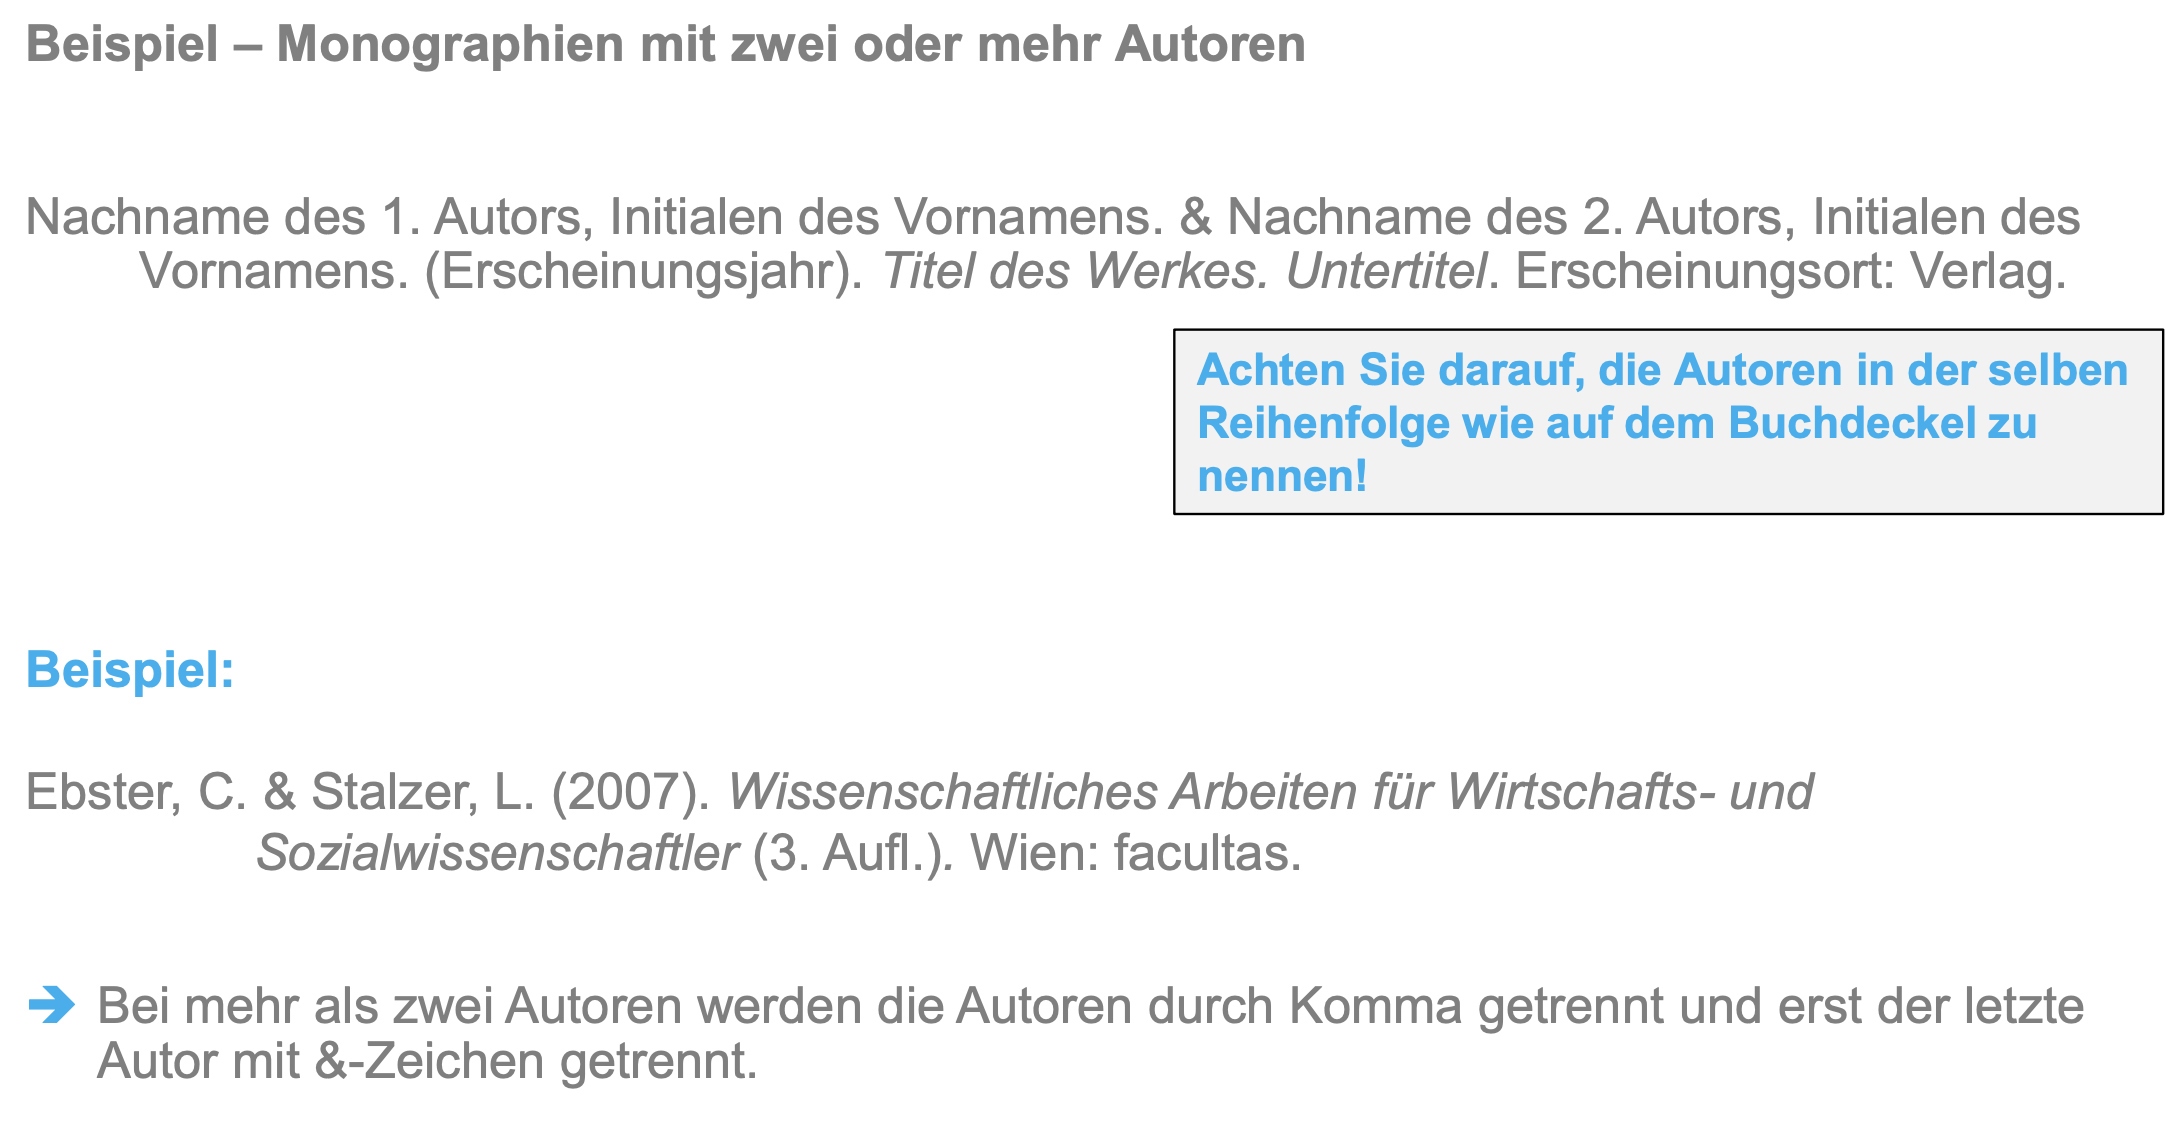 Beispiel – Monographien mit zwei oder mehr Autoren
Nachname des 1. Autors, Initialen des Vornamens. & Nachname des 2. Autors, Initialen des
Vornamens. (Erscheinungsjahr). Titel des Werkes. Untertitel. Erscheinungsort: Verlag.
Achten Sie darauf, die Autoren in der selben
Reihenfolge wie auf dem Buchdeckel zu
nennen!
Beispiel:
Ebster, C. & Stalzer, L. (2007). Wissenschaftliches Arbeiten für Wirtschafts- und
Sozialwissenschaftler (3. Aufl.). Wien: facultas.
➔ Bei mehr als zwei Autoren werden die Autoren durch Komma getrennt und erst der letzte
Autor mit &-Zeichen getrennt.